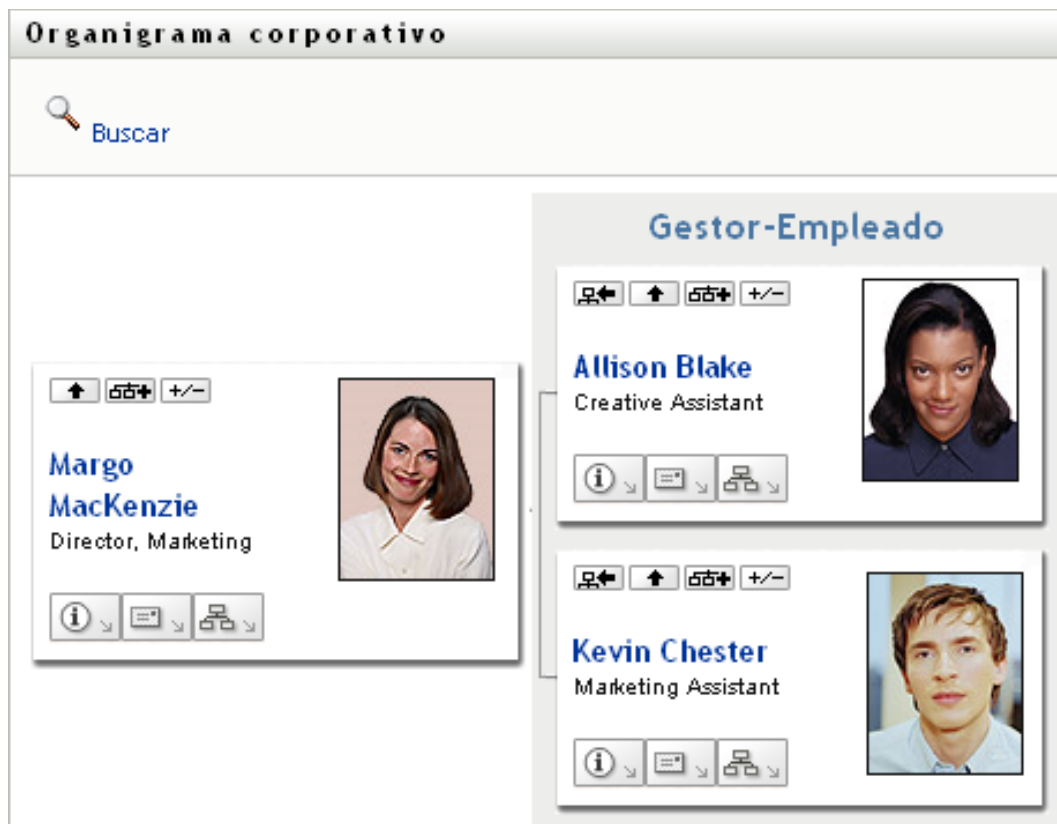 Organigrama corporativo
Buscar
Gestor-Empleado
Margo
MacKenzie
Director, Marketing
+/-
Allison Blake
Creative Assistant
+/-
Kevin Chester
Marketing Assistant
+/-